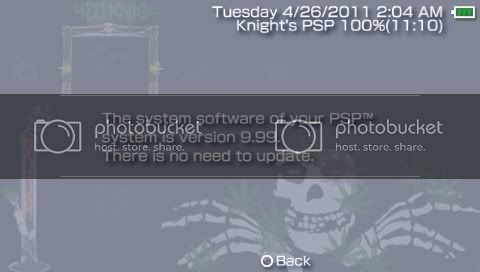 420 KNIGHT
Tuesday 4/26/2011 2:04 AM
Knight's PSP 100%(11:10)
The system software of your PSP™
system is version 9.99.
There is no need to update.
photobucket
host. store. share.
photobucket
host. store. share.
Back